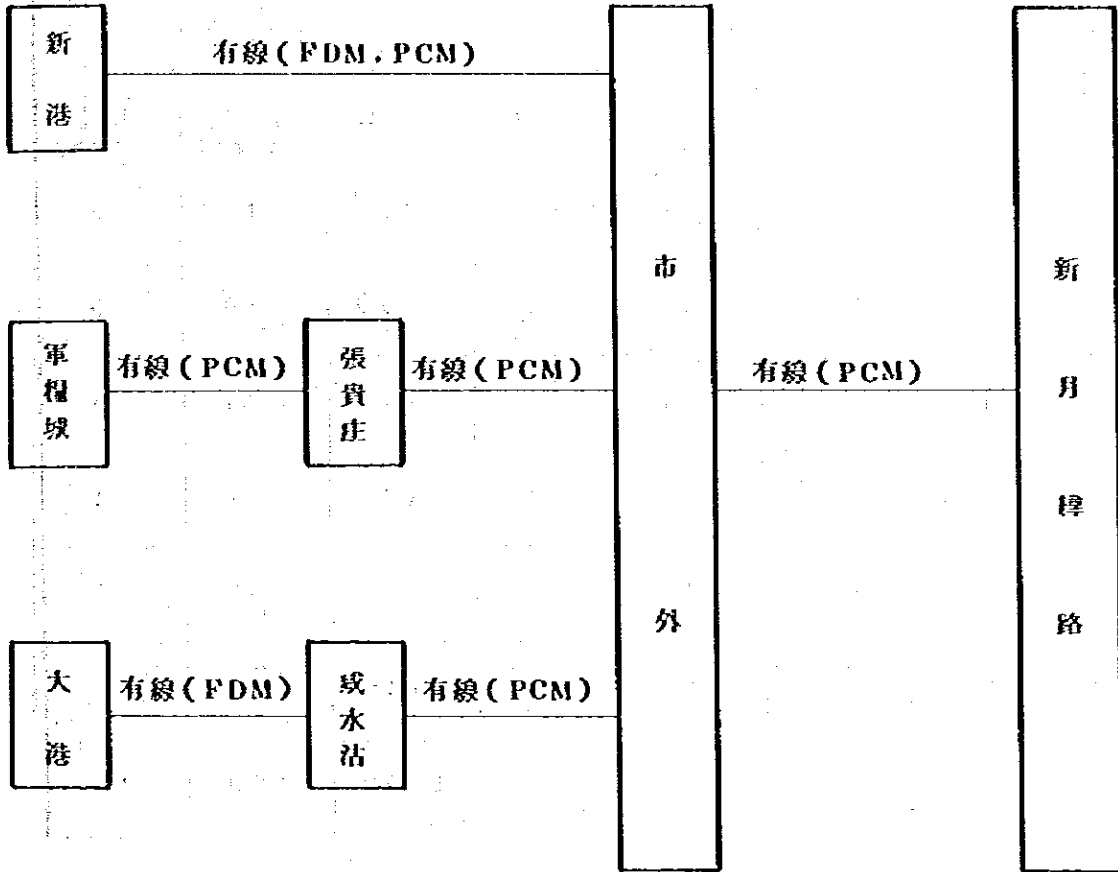 新港
有線(FDM,PCM)
市外
新月緯路
軍糧城
有線(PCM)
張貴庄
有線(PCM)
有線(PCM)
大港
有線(FDM)
咸水沽
有線(PCM)